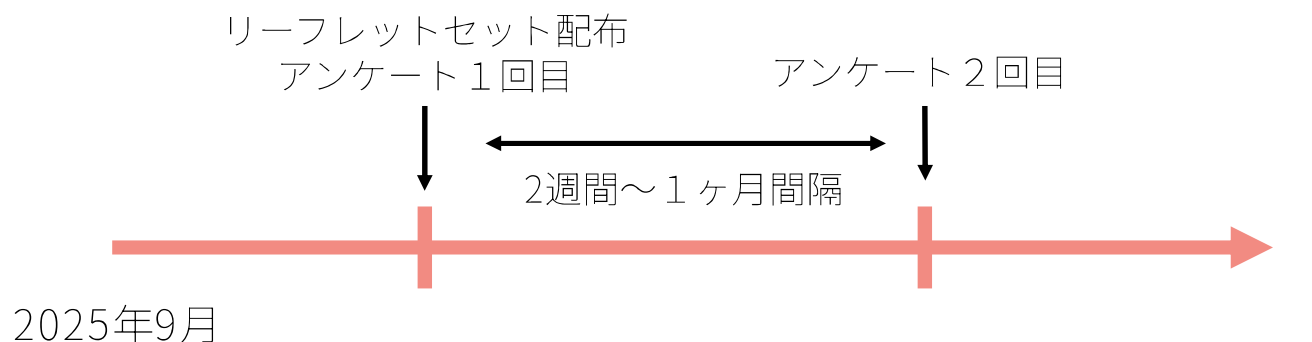 リーフレットセット配布
アンケート１回目
アンケート２回目
2週間～１ヶ月間隔
2025年9月